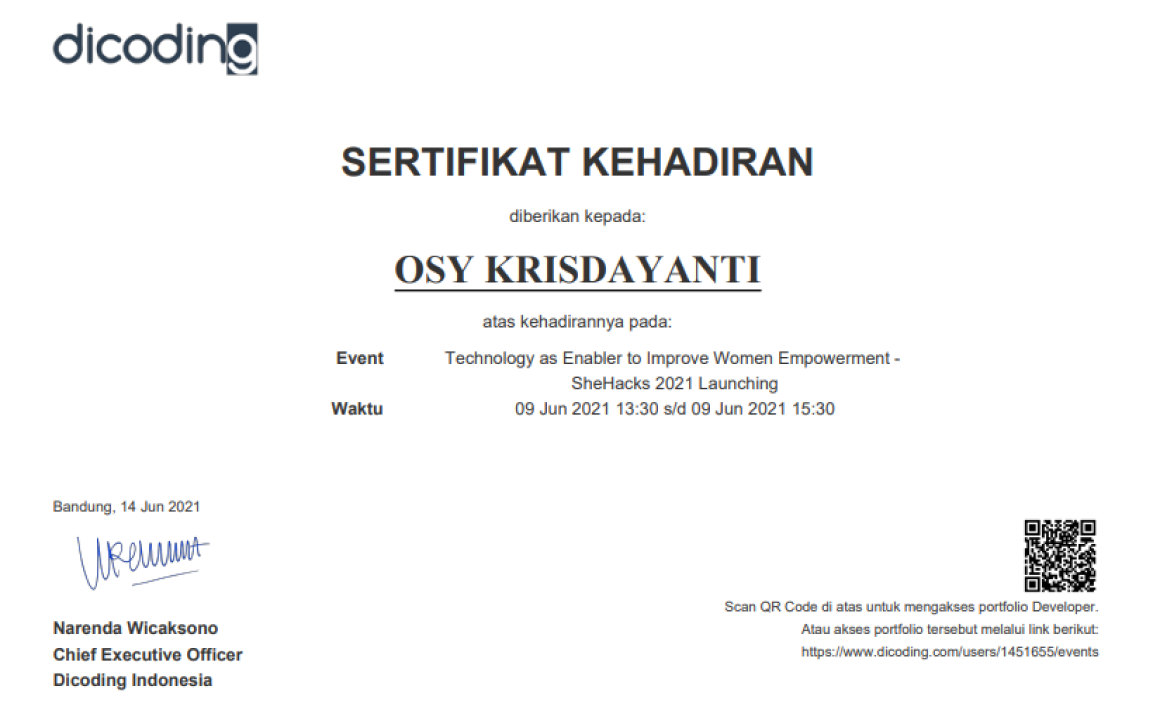 dicoding
SERTIFIKAT KEHADIRAN
diberikan kepada:
OSY KRISDAYANTI
atas kehadirannya pada:
Event Technology as Enabler to Improve Women Empowerment -
SheHacks 2021 Launching
Waktu 09 Jun 2021 13:30 s/d 09 Jun 2021 15:30
Bandung, 14 Jun 2021
Narenda Wicaksono
Chief Executive Officer
Dicoding Indonesia
Scan QR Code di atas untuk mengakses portfolio Developer.
Atau akses portfolio tersebut melalui link berikut:
https://www.dicoding.com/users/1451655/events